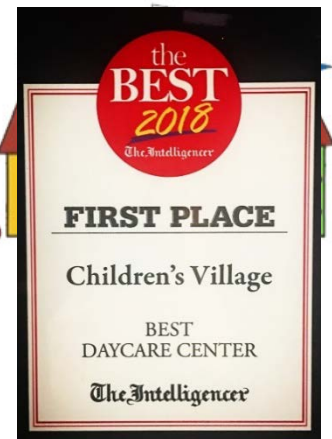 the
BEST
2018
The Intelligencer
FIRST PLACE
Children's Village
BEST
DAYCARE CENTER
The Intelligencer